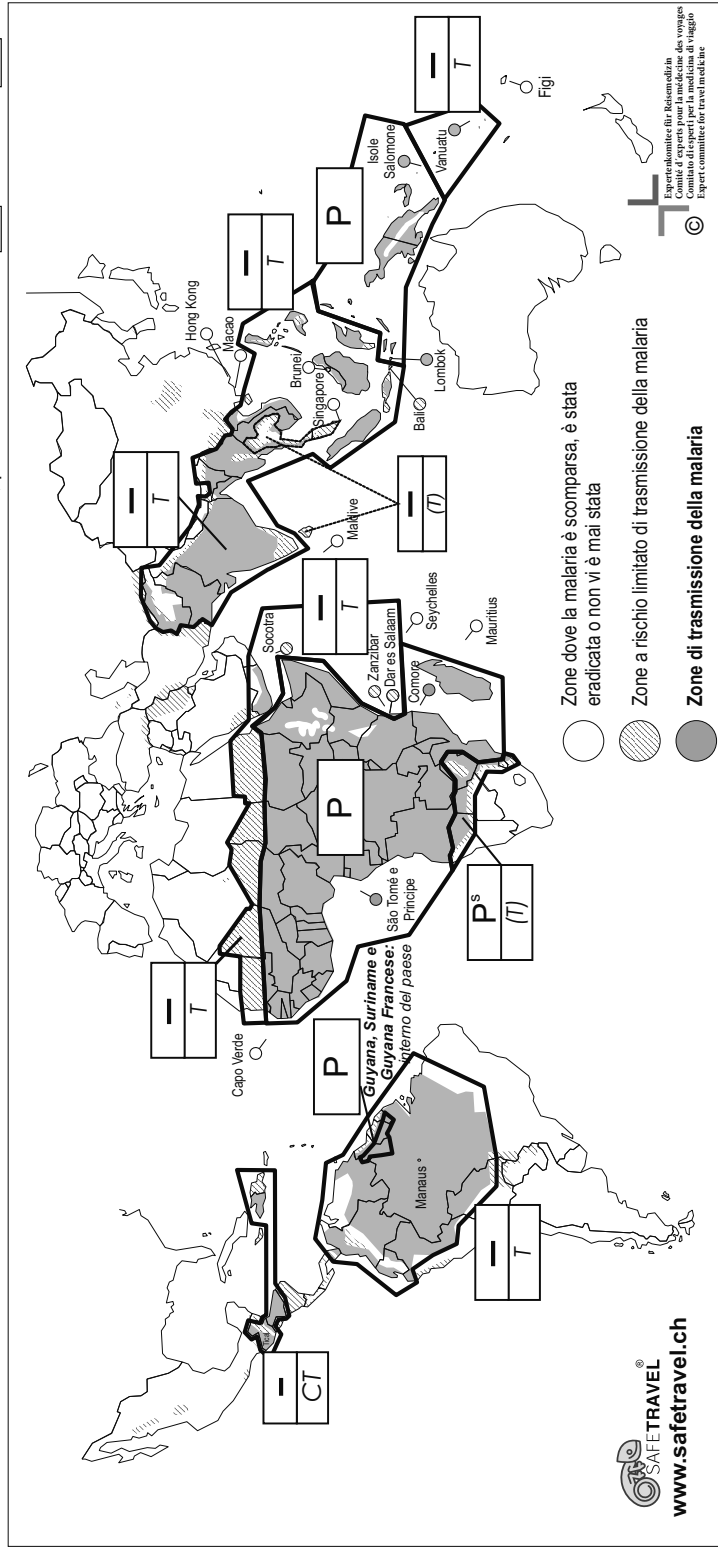 Hong Kong
Macao
Brunei
Singapore
Bali
Lombok
Isole
Salomone
Vanuatu
Figi
P
–
T
–
T
–
T
–
(T)
Maldive
Socotra
Zanzibar
Dar es Salaam
Comore
Seychelles
Mauritius
–
T
P
São Tomé e
Principe
Pˢ
(T)
–
T
Capo Verde
P
Guyana, Suriname e
Guyana Francese:
interno del paese
Manaus °
–
T
–
CT
Zone dove la malaria è scomparsa, è stata
eradicata o non vi è mai stata
Zone a rischio limitato di trasmissione della malaria
Zone di trasmissione della malaria
SAFETRAVEL®
www.safetravel.ch
©
Expertenkomitee für Reisemedizin
Comité d'experts pour la médecine des voyages
Comitato di esperti per la medicina di viaggio
Expert committee for travel medicine